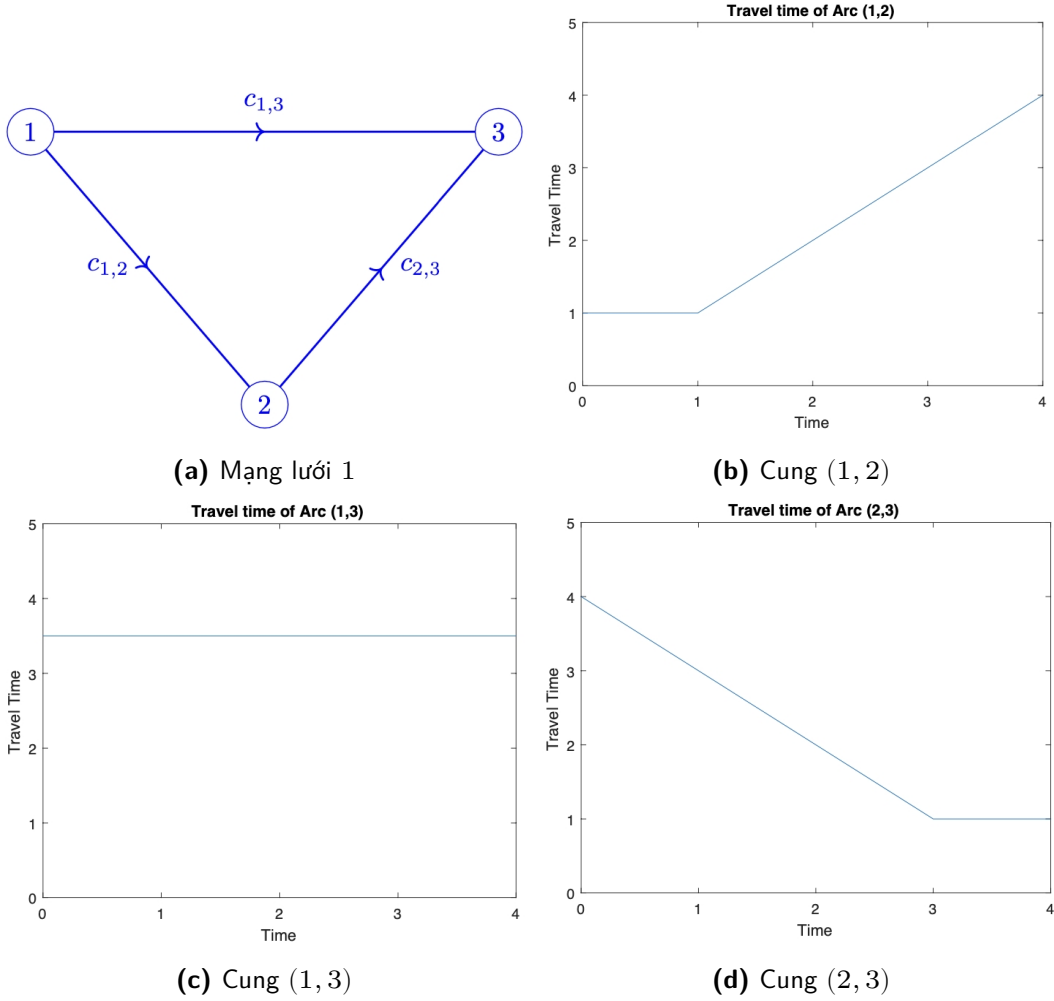 1
3
2
c1,3
c1,2
c2,3
(a) Mạng lưới 1
Travel time of Arc (1,2)
Travel Time
0
1
2
3
4
5
0
1
2
3
4
Time
(b) Cung (1, 2)
Travel time of Arc (1,3)
Travel Time
0
1
2
3
4
5
0
1
2
3
4
Time
(c) Cung (1, 3)
Travel time of Arc (2,3)
Travel Time
0
1
2
3
4
5
0
1
2
3
4
Time
(d) Cung (2, 3)